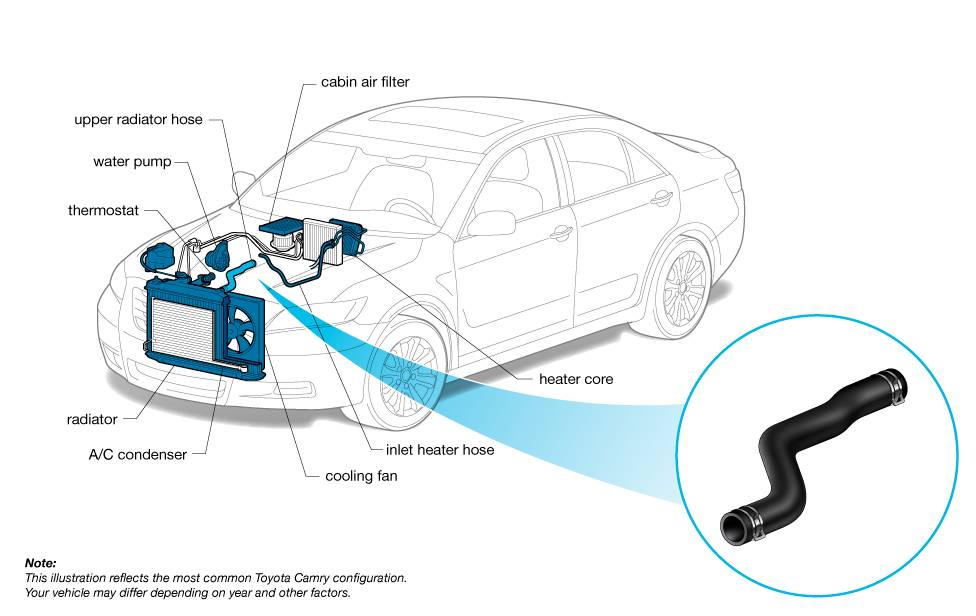 cabin air filter
upper radiator hose
water pump
thermostat
heater core
radiator
inlet heater hose
A/C condenser
cooling fan
Note:
This illustration reflects the most common Toyota Camry configuration.
Your vehicle may differ depending on year and other factors.